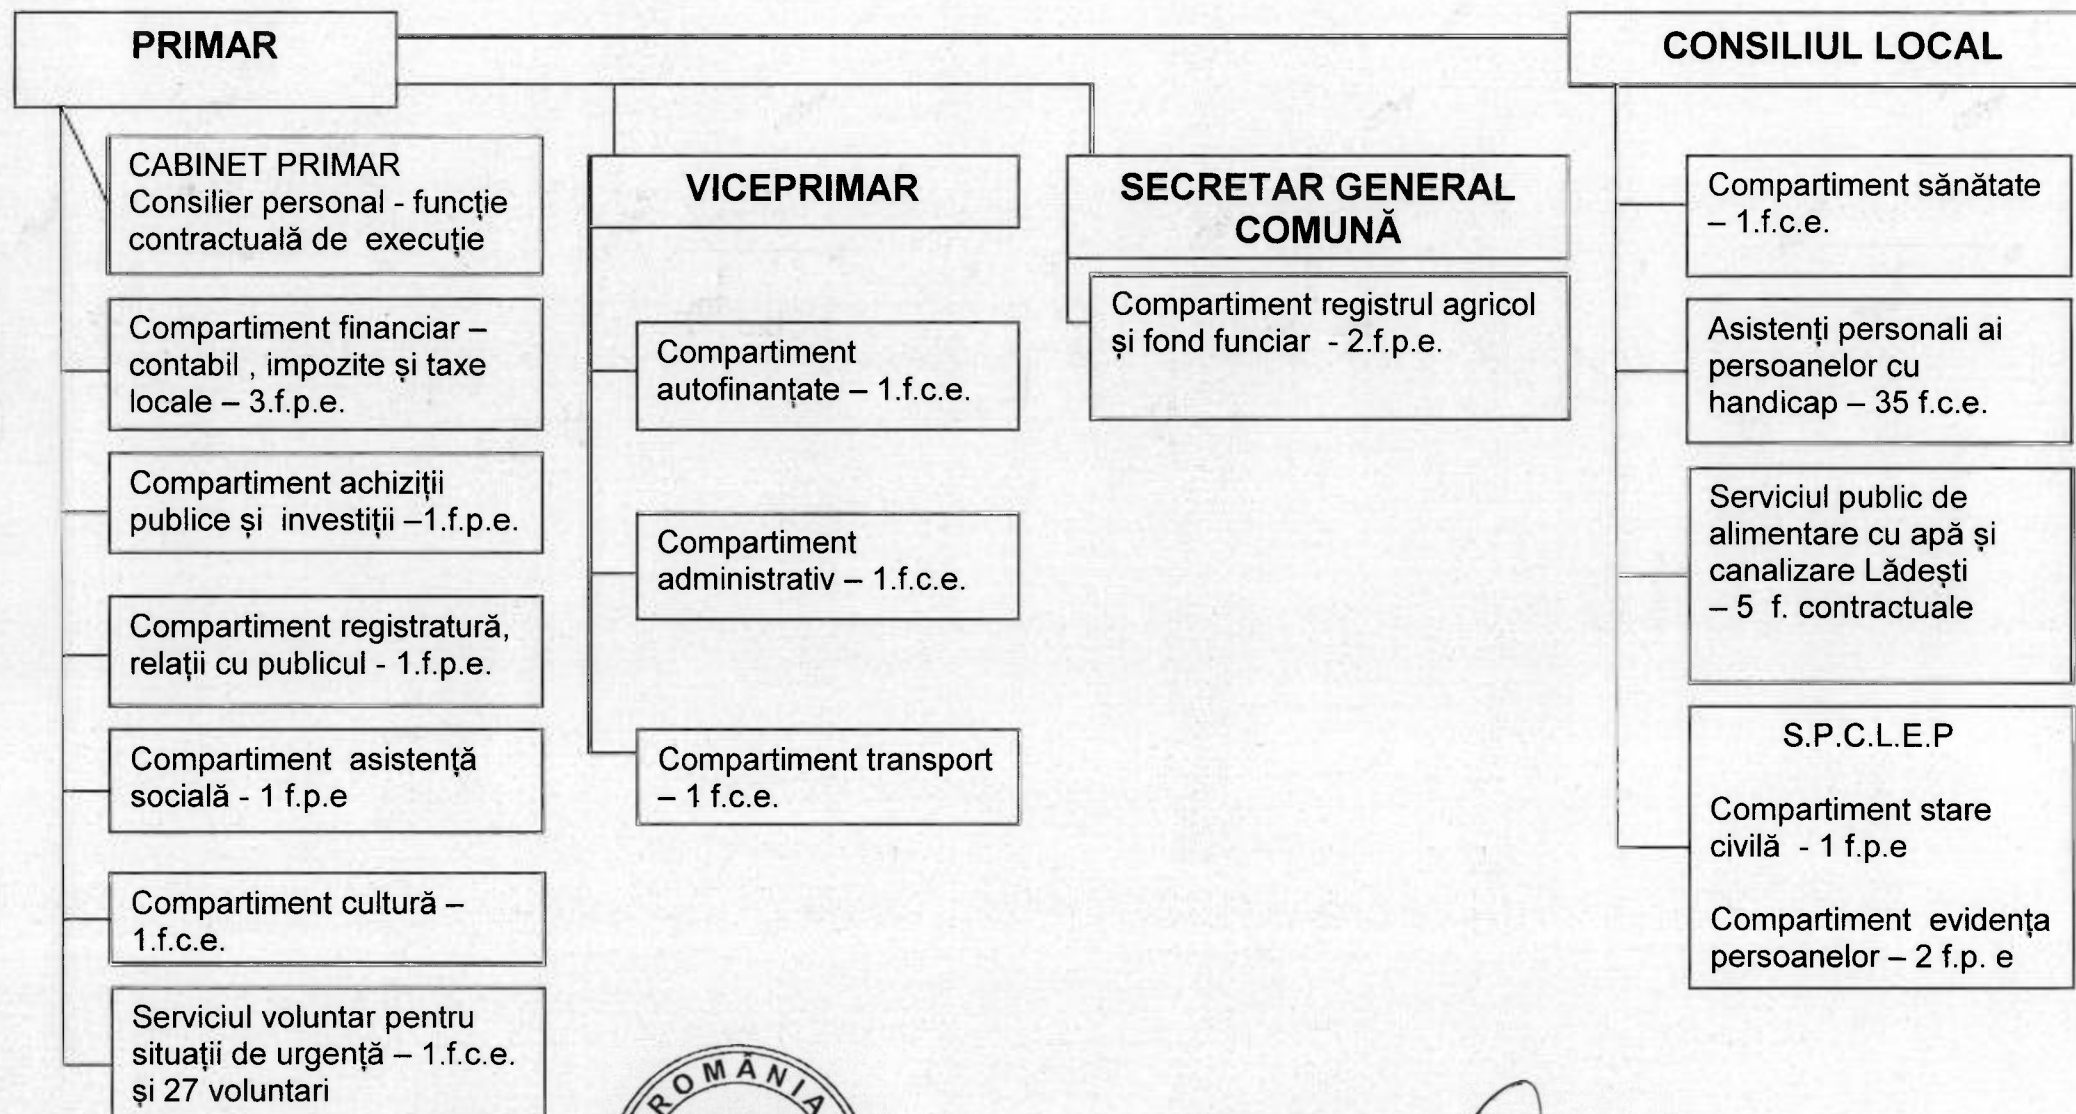 PRIMAR
CONSILIUL LOCAL
CABINET PRIMAR
Consilier personal - funcție
contractuală de execuție
Compartiment financiar –
contabil , impozite și taxe
locale – 3.f.p.e.
Compartiment achiziții
publice și investiții –1.f.p.e.
Compartiment registratură,
relații cu publicul - 1.f.p.e.
Compartiment asistență
socială - 1 f.p.e
Compartiment cultură –
1.f.c.e.
Serviciul voluntar pentru
situații de urgență – 1.f.c.e.
și 27 voluntari
VICEPRIMAR
Compartiment
autofinanțate – 1.f.c.e.
Compartiment
administrativ – 1.f.c.e.
Compartiment transport
– 1 f.c.e.
SECRETAR GENERAL
COMUNĂ
Compartiment registrul agricol
și fond funciar - 2.f.p.e.
Compartiment sănătate
– 1.f.c.e.
Asistenți personali ai
persoanelor cu
handicap – 35 f.c.e.
Serviciul public de
alimentare cu apă și
canalizare Lădești
– 5 f. contractuale
S.P.C.L.E.P
Compartiment stare
civilă - 1 f.p.e
Compartiment evidența
persoanelor – 2 f.p. e
ROMÂNIA